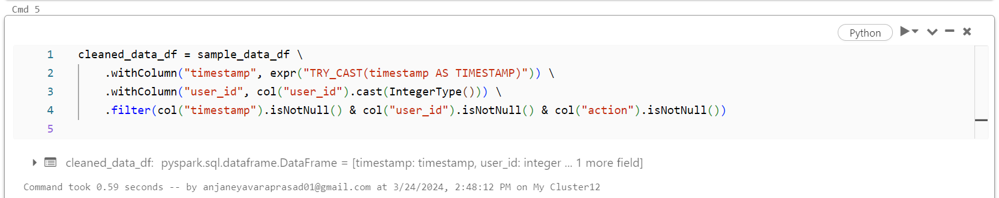 Cmd 5
Python
1 cleaned_data_df = sample_data_df \
2 .withColumn("timestamp", expr("TRY_CAST(timestamp AS TIMESTAMP)")) \
3 .withColumn("user_id", col("user_id").cast(IntegerType())) \
4 .filter(col("timestamp").isNotNull() & col("user_id").isNotNull() & col("action").isNotNull())
5
cleaned_data_df: pyspark.sql.dataframe.DataFrame = [timestamp: timestamp, user_id: integer ... 1 more field]
Command took 0.59 seconds -- by anjaneyavaraprasad01@gmail.com at 3/24/2024, 2:48:12 PM on My Cluster12